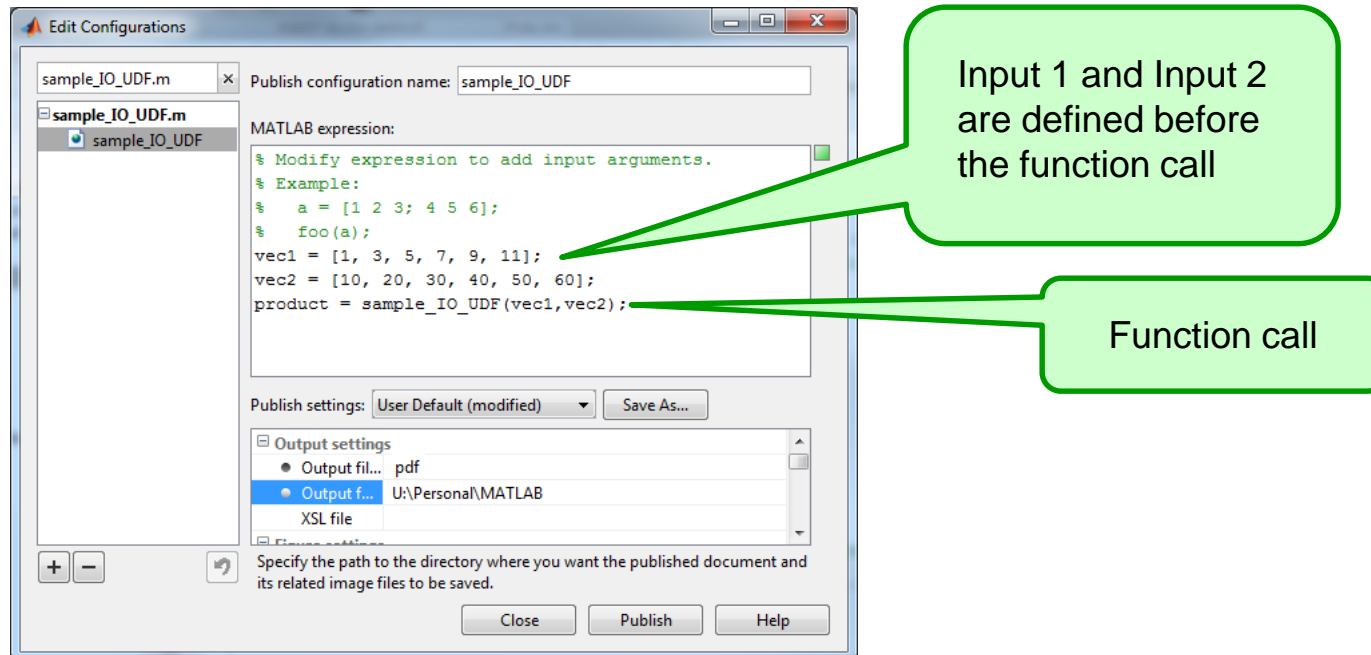 Edit Configurations
sample_IO_UDF.m
Publish configuration name: sample_IO_UDF
sample_IO_UDF.m
sample_IO_UDF
MATLAB expression:
% Modify expression to add input arguments.
% Example:
%   a = [1 2 3; 4 5 6];
%   foo(a);
vec1 = [1, 3, 5, 7, 9, 11];
vec2 = [10, 20, 30, 40, 50, 60];
product = sample_IO_UDF(vec1,vec2);
Input 1 and Input 2
are defined before
the function call
Function call
Publish settings: User Default (modified) Save As...
Output settings
Output fil... pdf
Output f... U:\Personal\MATLAB
XSL file
Specify the path to the directory where you want the published document and
its related image files to be saved.
Close Publish Help